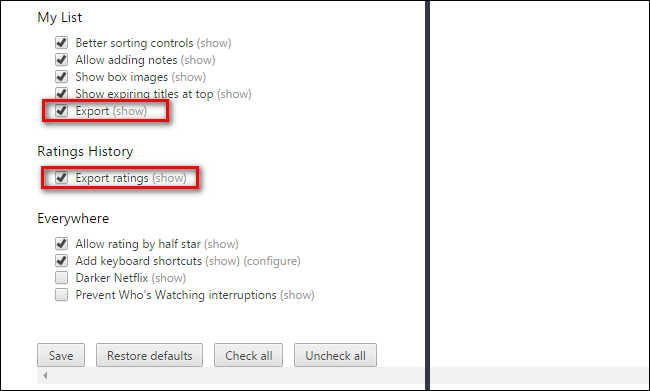 My List
Better sorting controls (show)
Allow adding notes (show)
Show box images (show)
Show expiring titles at top (show)
Export (show)
Ratings History
Export ratings (show)
Everywhere
Allow rating by half star (show)
Add keyboard shortcuts (show) (configure)
Darker Netflix (show)
Prevent Who's Watching interruptions (show)
Save Restore defaults Check all Uncheck all